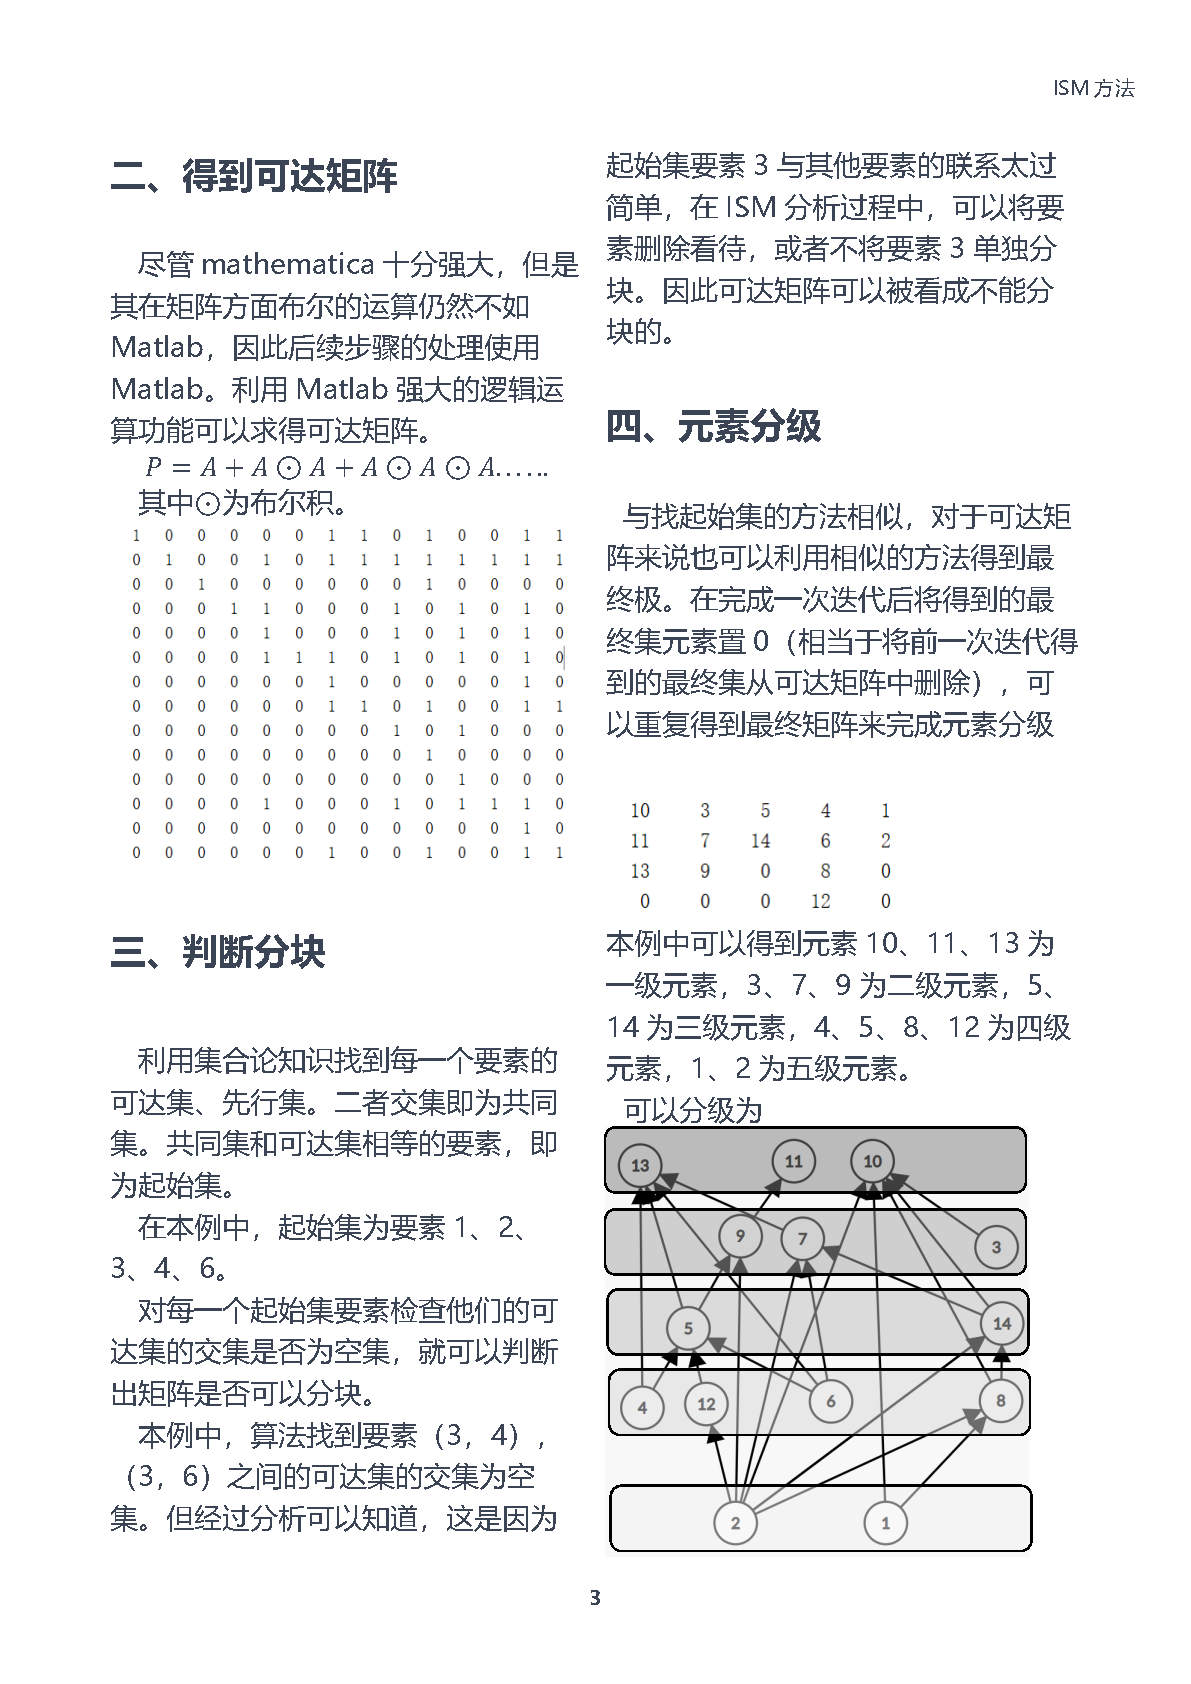 ISM 方法
二、得到可达矩阵
尽管 mathematica 十分强大，但是
其在矩阵方面布尔的运算仍然不如
Matlab，因此后续步骤的处理使用
Matlab。利用 Matlab 强大的逻辑运
算功能可以求得可达矩阵。
P = A + A ⊙ A + A ⊙ A ⊙ A……
其中⊙为布尔积。
1 0 0 0 0 0 1 1 0 1 0 0 1 1
0 1 0 0 1 0 1 1 1 1 1 1 1 1
0 0 1 0 0 0 0 0 0 1 0 0 0 0
0 0 0 1 1 0 0 0 1 0 1 0 1 0
0 0 0 0 1 0 0 0 1 0 1 0 1 0
0 0 0 0 1 1 1 0 1 0 1 0 1 0
0 0 0 0 0 0 1 0 0 0 0 0 1 0
0 0 0 0 0 0 1 1 0 1 0 0 1 1
0 0 0 0 0 0 0 0 1 0 1 0 0 0
0 0 0 0 0 0 0 0 0 1 0 0 0 0
0 0 0 0 0 0 0 0 0 0 1 0 0 0
0 0 0 0 1 0 0 0 1 0 1 1 1 0
0 0 0 0 0 0 0 0 0 0 0 0 1 0
0 0 0 0 0 0 1 0 0 1 0 0 1 1
三、判断分块
利用集合论知识找到每一个要素的
可达集、先行集。二者交集即为共同
集。共同集和可达集相等的要素，即
为起始集。
在本例中，起始集为要素 1、2、
3、4、6。
对每一个起始集要素检查他们的可
达集的交集是否为空集，就可以判断
出矩阵是否可以分块。
本例中，算法找到要素（3，4），
（3，6）之间的可达集的交集为空
集。但经过分析可以知道，这是因为
起始集要素 3 与其他要素的联系太过
简单，在 ISM 分析过程中，可以将要
素删除看待，或者不将要素 3 单独分
块。因此可达矩阵可以被看成不能分
块的。
四、元素分级
与找起始集的方法相似，对于可达矩
阵来说也可以利用相似的方法得到最
终极。在完成一次迭代后将得到的最
终集元素置 0（相当于将前一次迭代得
到的最终集从可达矩阵中删除），可
以重复得到最终矩阵来完成元素分级
10 3 5 4 1
11 7 14 6 2
13 9 0 8 0
0 0 0 12 0
本例中可以得到元素 10、11、13 为
一级元素，3、7、9 为二级元素，5、
14 为三级元素，4、5、8、12 为四级
元素，1、2 为五级元素。
可以分级为
13 11 10
9 7 3
5 14
4 12 6 8
2 1
3